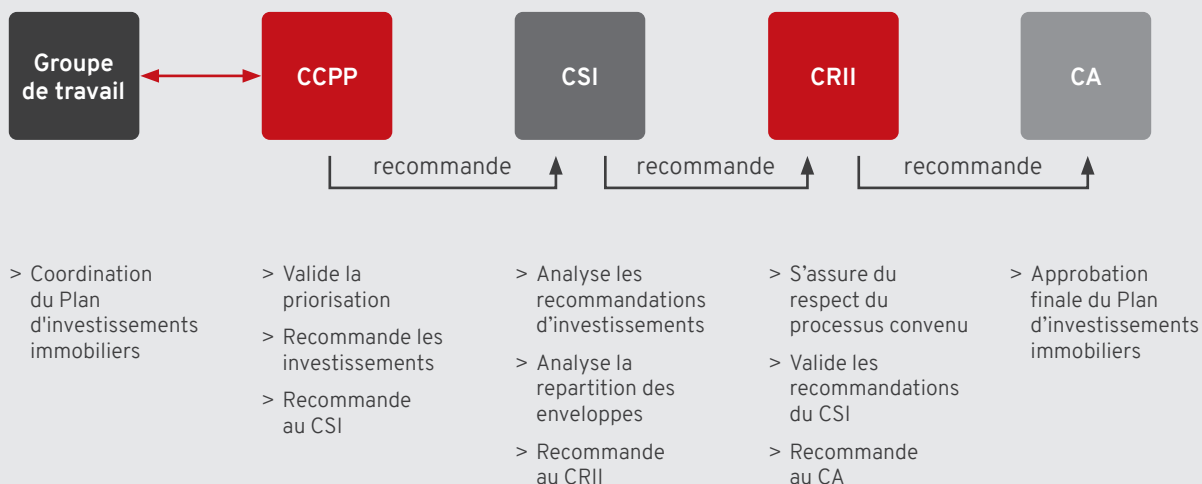 Groupe
de travail
CCPP
CSI
CRII
CA
recommande
recommande
recommande
> Coordination
du Plan
d'investissements
immobiliers
> Valide la
priorisation
> Recommande les
investissements
> Recommande
au CSI
> Analyse les
recommandations
d’investissements
> Analyse la
repartition des
enveloppes
> Recommande
au CRII
> S’assure du
respect du
processus convenu
> Valide les
recommandations
du CSI
> Recommande
au CA
> Approbation
finale du Plan
d’investissements
immobiliers